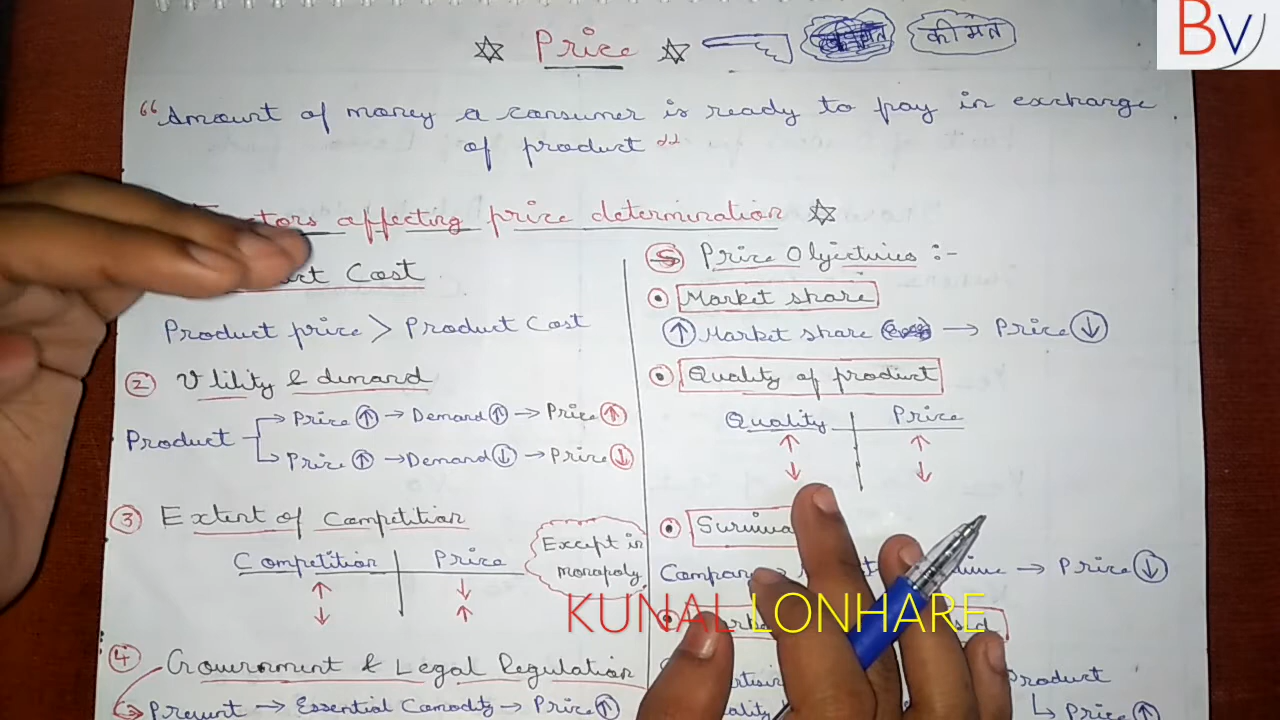 Price कीमत
BV
"Amount of money a consumer is ready to pay in exchange
of product"
affecting price determination
Cost
Product price > Product Cost
② Utility & demand
Product
→ Price ↑ → Demand ↑ → Price ↑
→ Price ↑ → Demand ↓ → Price ↓
③ Extent of Competition
Competition Price
↑ ↓
↓ ↑
Except in
monopoly
④ Government & Legal Regulation
Prevent → Essential Comodity → Price ↑
⑤ Price Objectives :-
Market share
↑ Market share → Price ↓
Quality of product
Quality Price
↑ ↑
↓ ↓
→ Price ↓
KUNAL LONHARE
Product
↳ Price ↑